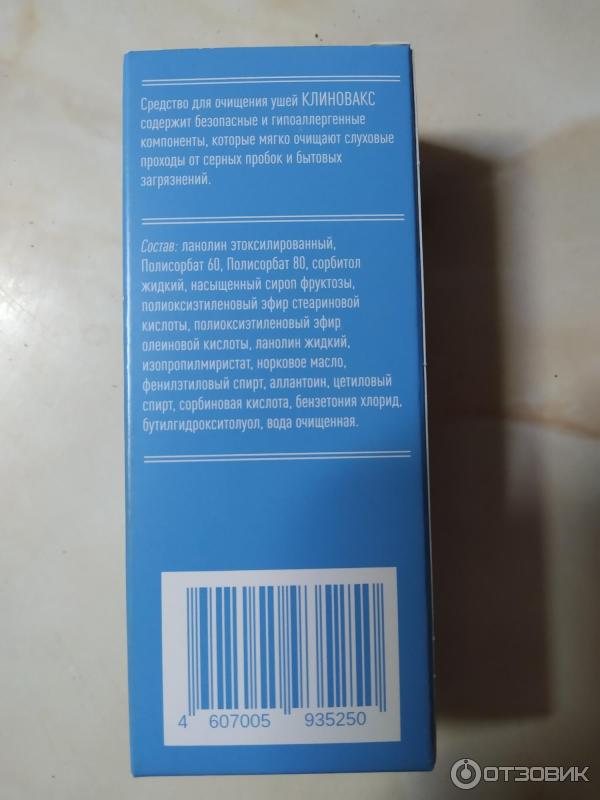 Средство для очищения ушей КЛИНОВАКС
содержит безопасные и гипоаллергенные
компоненты, которые мягко очищают слуховые
проходы от серных пробок и бытовых
загрязнений.
Состав: ланолин этоксилированный,
Полисорбат 60, Полисорбат 80, сорбитол
жидкий, насыщенный сироп фруктозы,
полиоксиэтиленовый эфир стеариновой
кислоты, полиоксиэтиленовый эфир
олеиновой кислоты, ланолин жидкий,
изопропилмиристат, норковое масло,
фенилэтиловый спирт, аллантоин, цетиловый
спирт, сорбиновая кислота, бензетония хлорид,
бутилгидрокситолуол, вода очищенная.
4 607005 935250
ОТЗОВИК